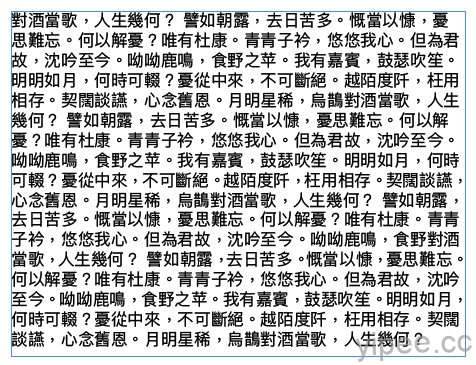 對酒當歌，人生幾何？ 譬如朝露，去日苦多。慨當以慷，憂
思難忘。何以解憂？唯有杜康。青青子衿，悠悠我心。但為君
故，沈吟至今。呦呦鹿鳴，食野之苹。我有嘉賓，鼓瑟吹笙。
明明如月，何時可輟？憂從中來，不可斷絕。越陌度阡，枉用
相存。契闊談讌，心念舊恩。月明星稀，烏鵲對酒當歌，人生
幾何？ 譬如朝露，去日苦多。慨當以慷，憂思難忘。何以解
憂？唯有杜康。青青子衿，悠悠我心。但為君故，沈吟至今。
呦呦鹿鳴，食野之苹。我有嘉賓，鼓瑟吹笙。明明如月，何時
可輟？憂從中來，不可斷絕。越陌度阡，枉用相存。契闊談讌，
心念舊恩。月明星稀，烏鵲對酒當歌，人生幾何？ 譬如朝露，
去日苦多。慨當以慷，憂思難忘。何以解憂？唯有杜康。青青
子衿，悠悠我心。但為君故，沈吟至今。呦呦鹿鳴，食野對酒
當歌，人生幾何？ 譬如朝露，去日苦多。慨當以慷，憂思難忘。
何以解憂？唯有杜康。青青子衿，悠悠我心。但為君故，沈吟
至今。呦呦鹿鳴，食野之苹。我有嘉賓，鼓瑟吹笙。明明如月，
何時可輟？憂從中來，不可斷絕。越陌度阡，枉用相存。契闊
談讌，心念舊恩。月明星稀，烏鵲對酒當歌，人生幾何？
yipee.cc